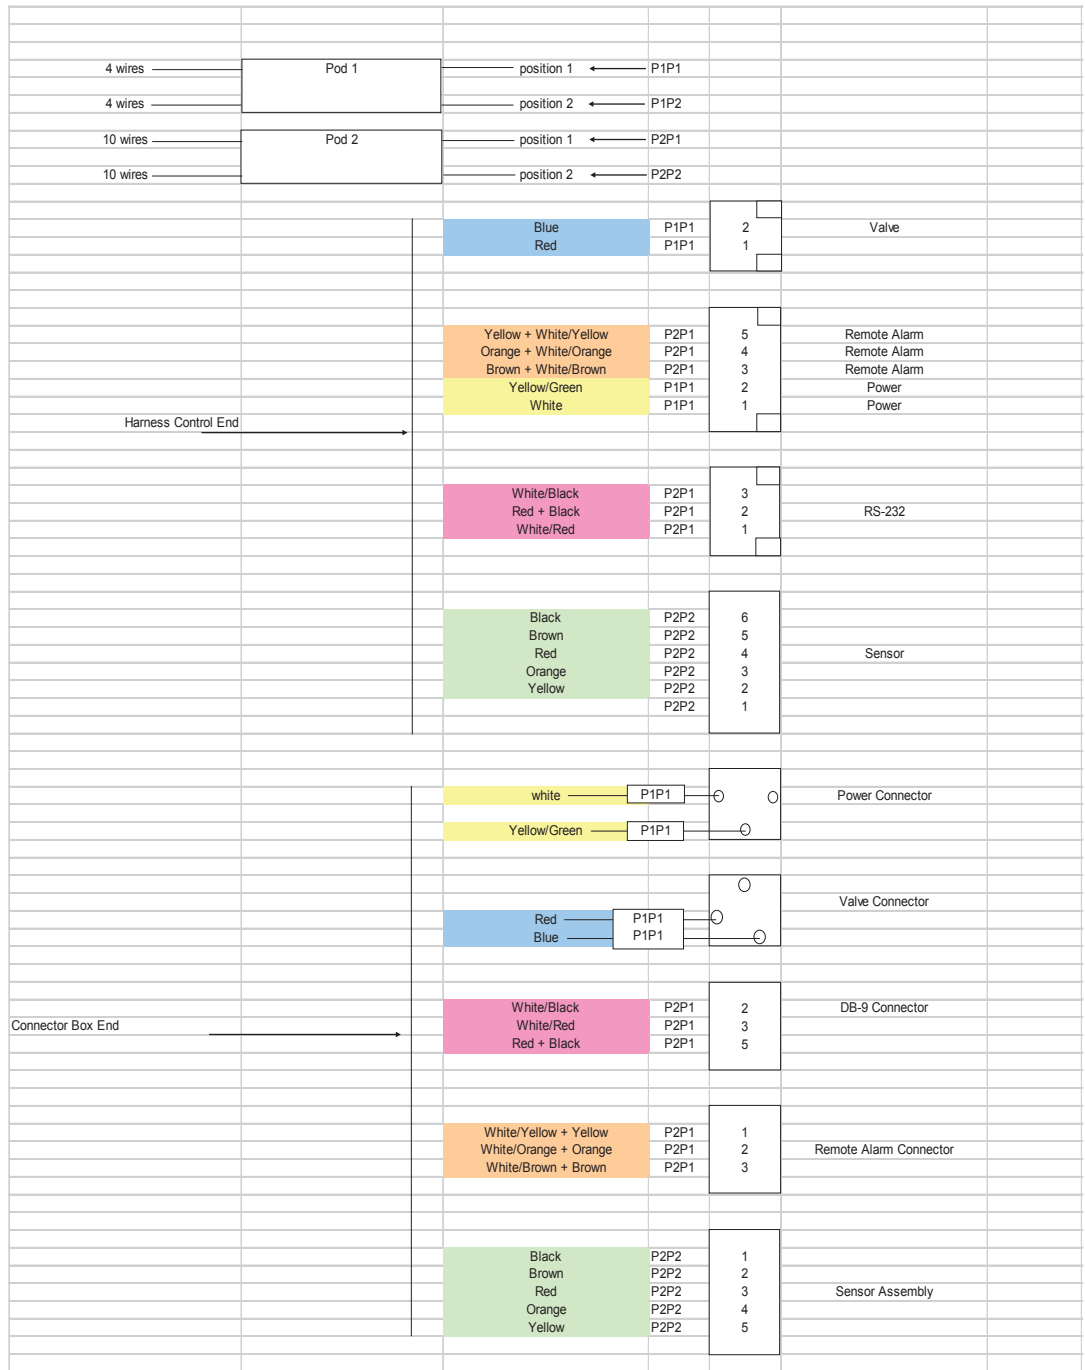 4 wires Pod 1 position 1 P1P1
4 wires position 2 P1P2
10 wires Pod 2 position 1 P2P1
10 wires position 2 P2P2
Blue P1P1 2 Valve
Red P1P1 1
Yellow + White/Yellow P2P1 5 Remote Alarm
Orange + White/Orange P2P1 4 Remote Alarm
Brown + White/Brown P2P1 3 Remote Alarm
Yellow/Green P1P1 2 Power
White P1P1 1 Power
Harness Control End
White/Black P2P1 3
Red + Black P2P1 2 RS-232
White/Red P2P1 1
Black P2P2 6
Brown P2P2 5
Red P2P2 4 Sensor
Orange P2P2 3
Yellow P2P2 2
P2P2 1
white P1P1 Power Connector
Yellow/Green P1P1
Valve Connector
Red P1P1
Blue P1P1
White/Black P2P1 2 DB-9 Connector
Connector Box End White/Red P2P1 3
Red + Black P2P1 5
White/Yellow + Yellow P2P1 1
White/Orange + Orange P2P1 2 Remote Alarm Connector
White/Brown + Brown P2P1 3
Black P2P2 1
Brown P2P2 2
Red P2P2 3 Sensor Assembly
Orange P2P2 4
Yellow P2P2 5